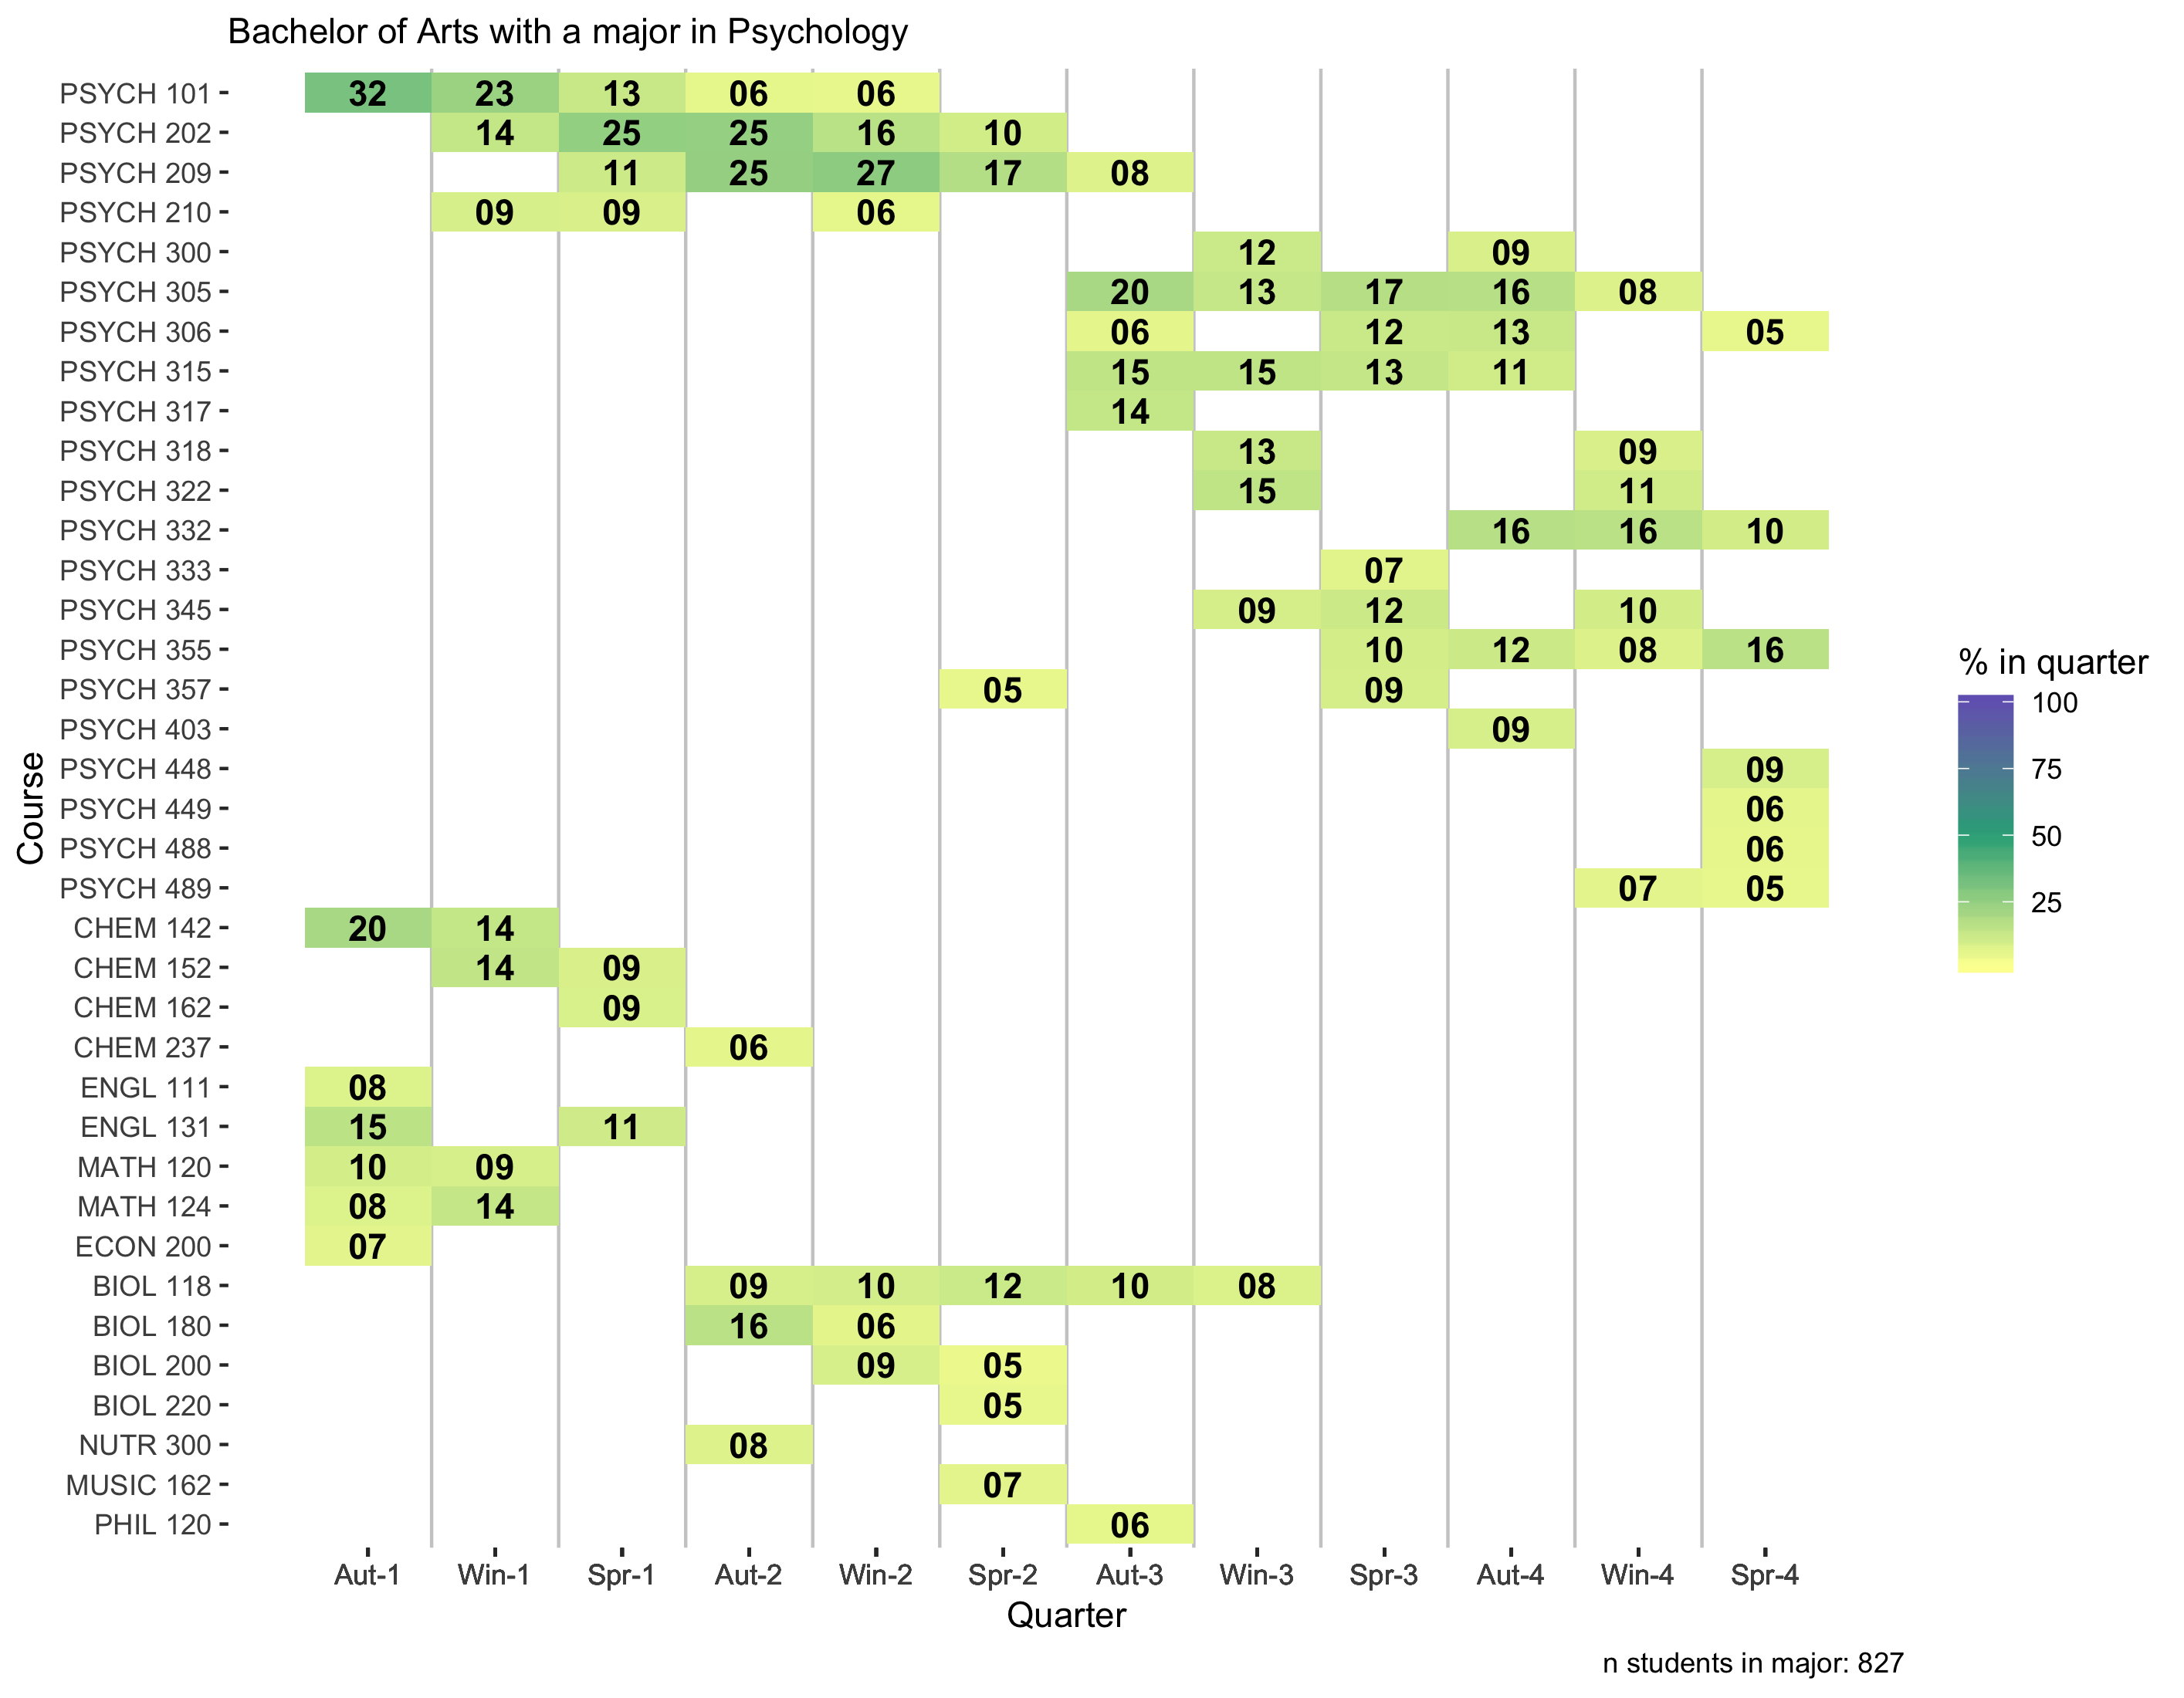 Bachelor of Arts with a major in Psychology
PSYCH 101 32 23 13 06 06
PSYCH 202 14 25 25 16 10
PSYCH 209 11 25 27 17 08
PSYCH 210 09 09 06
PSYCH 300 12 09
PSYCH 305 20 13 17 16 08
PSYCH 306 06 12 13 05
PSYCH 315 15 15 13 11
PSYCH 317 14
PSYCH 318 13 09
PSYCH 322 15 11
PSYCH 332 16 16 10
PSYCH 333 07
PSYCH 345 09 12 10
PSYCH 355 10 12 08 16
PSYCH 357 05 09
PSYCH 403 09
PSYCH 448 09
PSYCH 449 06
PSYCH 488 06
PSYCH 489 07 05
CHEM 142 20 14
CHEM 152 14 09
CHEM 162 09
CHEM 237 06
ENGL 111 08
ENGL 131 15 11
MATH 120 10 09
MATH 124 08 14
ECON 200 07
BIOL 118 09 10 12 10 08
BIOL 180 16 06
BIOL 200 09 05
BIOL 220 05
NUTR 300 08
MUSIC 162 07
PHIL 120 06
Course
Aut-1 Win-1 Spr-1 Aut-2 Win-2 Spr-2 Aut-3 Win-3 Spr-3 Aut-4 Win-4 Spr-4
Quarter
% in quarter
100
75
50
25
n students in major: 827